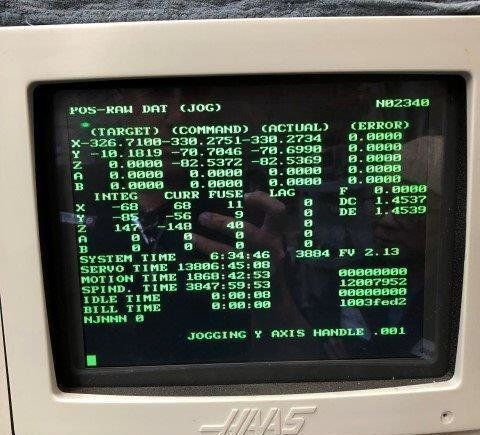 POS-RAW DAT (JOG) N02340
(TARGET) (COMMAND) (ACTUAL) (ERROR)
X-326.7100-330.2751-330.2734 0.0000
Y -10.1819 -70.7046 -70.6990 0.0000
Z 0.0000 -82.5372 -82.5369 0.0000
A 0.0000 0.0000 0.0000 0.0000
B 0.0000 0.0000 0.0000 0.0000
INTEG CURR FUSE LAG F 0.0000
X -68 68 11 0 DC 1.4537
Y -85 -56 9 0 DE 1.4539
Z 147 -148 40 0
A 0 0 0 0
B 0 0 0 0
SYSTEM TIME 6:34:46 3884 FV 2.13
SERVO TIME 13806:45:08
MOTION TIME 1868:42:53 00000000
SPIND. TIME 3847:59:53 12007952
IDLE TIME 0:00:08 00000000
BILL TIME 0:00:00 1003fed2
NJNNN 0
JOGGING Y AXIS HANDLE .001
HAAS